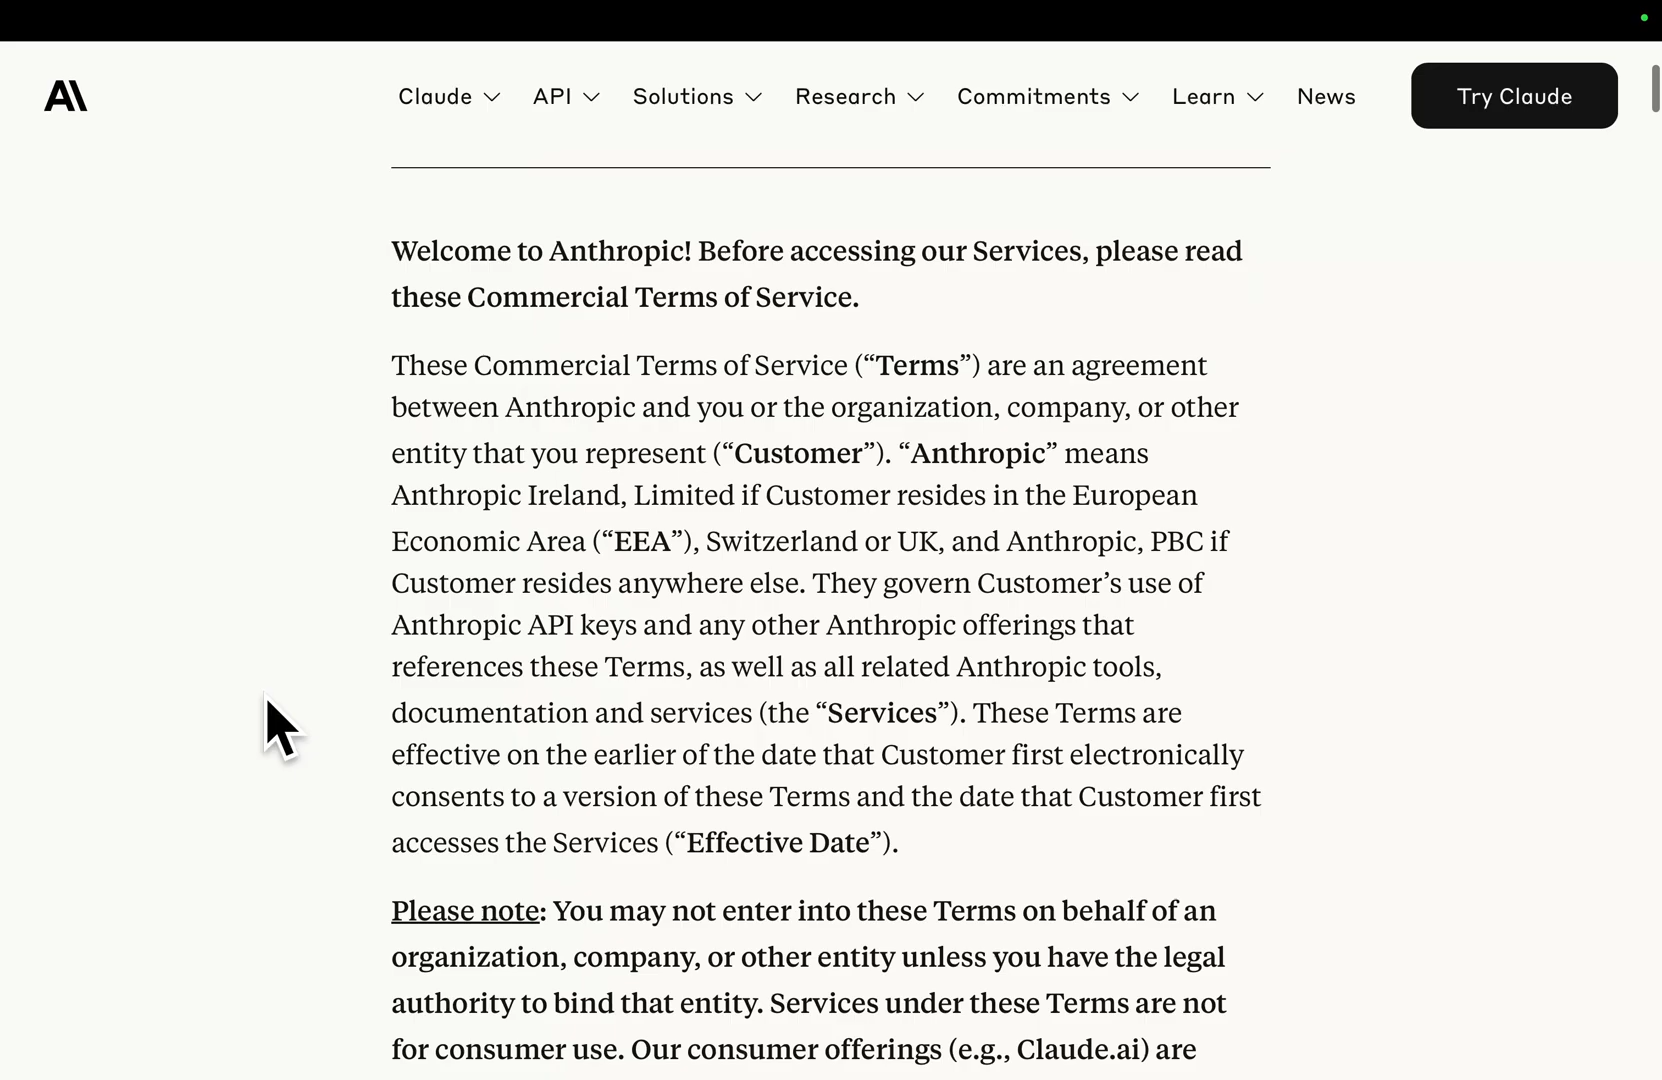 Claude
API
Solutions
Research
Commitments
Learn
News
Try Claude
Welcome to Anthropic! Before accessing our Services, please read
these Commercial Terms of Service.
These Commercial Terms of Service (“Terms”) are an agreement
between Anthropic and you or the organization, company, or other
entity that you represent (“Customer”). “Anthropic” means
Anthropic Ireland, Limited if Customer resides in the European
Economic Area (“EEA”), Switzerland or UK, and Anthropic, PBC if
Customer resides anywhere else. They govern Customer’s use of
Anthropic API keys and any other Anthropic offerings that
references these Terms, as well as all related Anthropic tools,
documentation and services (the “Services”). These Terms are
effective on the earlier of the date that Customer first electronically
consents to a version of these Terms and the date that Customer first
accesses the Services (“Effective Date”).
Please note: You may not enter into these Terms on behalf of an
organization, company, or other entity unless you have the legal
authority to bind that entity. Services under these Terms are not
for consumer use. Our consumer offerings (e.g., Claude.ai) are